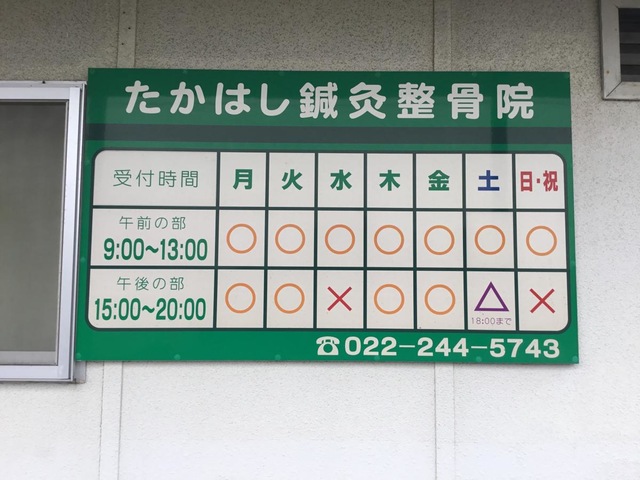 たかはし鍼灸整骨院
受付時間 月 火 水 木 金 土 日・祝
午前の部
9:00〜13:00 ○ ○ ○ ○ ○ ○ ○
午後の部
15:00〜20:00 ○ ○ × ○ ○ △ ×
18:00まで
☎022-244-5743